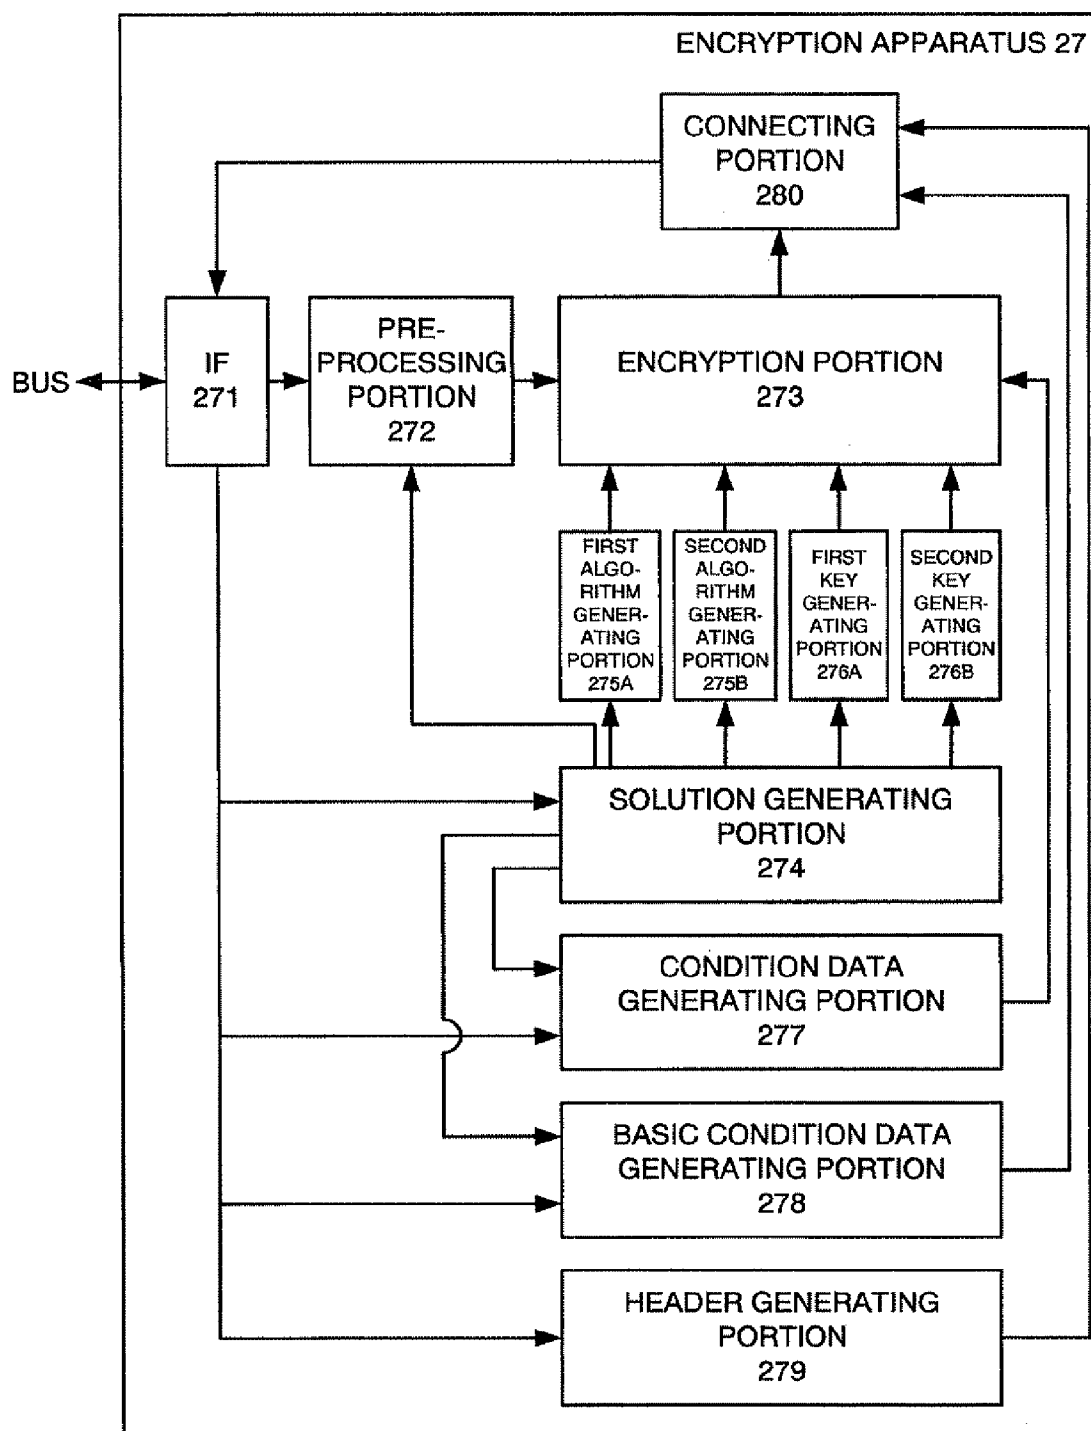 ENCRYPTION APPARATUS 27
CONNECTING
PORTION
280
BUS
IF
271
PRE-
PROCESSING
PORTION
272
ENCRYPTION PORTION
273
FIRST
ALGO-
RITHM
GENER-
ATING
PORTION
275A
SECOND
ALGO-
RITHM
GENER-
ATING
PORTION
275B
FIRST
KEY
GENER-
ATING
PORTION
276A
SECOND
KEY
GENER-
ATING
PORTION
276B
SOLUTION GENERATING
PORTION
274
CONDITION DATA
GENERATING PORTION
277
BASIC CONDITION DATA
GENERATING PORTION
278
HEADER GENERATING
PORTION
279